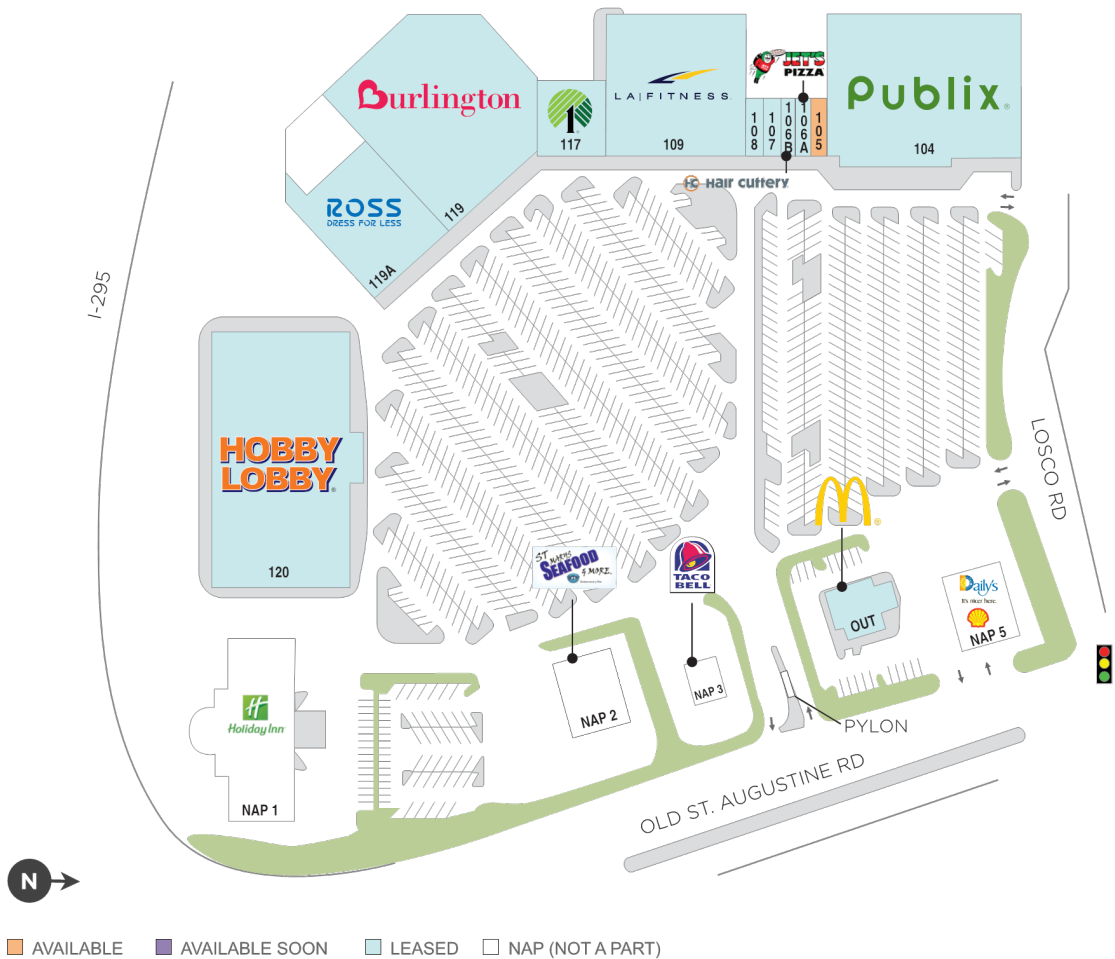 JET'S
PIZZA
Burlington
LA|FITNESS.
Publix®
1
117
109
108
107
106B
106A
105
104
Hair cuttery
ROSS
DRESS FOR LESS
119
119A
I-295
HOBBY
LOBBY®
120
LOSCO RD
ST
MARYS
SEAFOOD
& MORE
TACO
BELL
OUT
Daily's
It's nicer here.
NAP 5
H
Holiday Inn
NAP 1
NAP 2
NAP 3
PYLON
OLD ST. AUGUSTINE RD
N
AVAILABLE
AVAILABLE SOON
LEASED
NAP (NOT A PART)